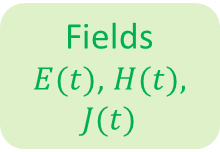 Fields
E(t), H(t),
J(t)